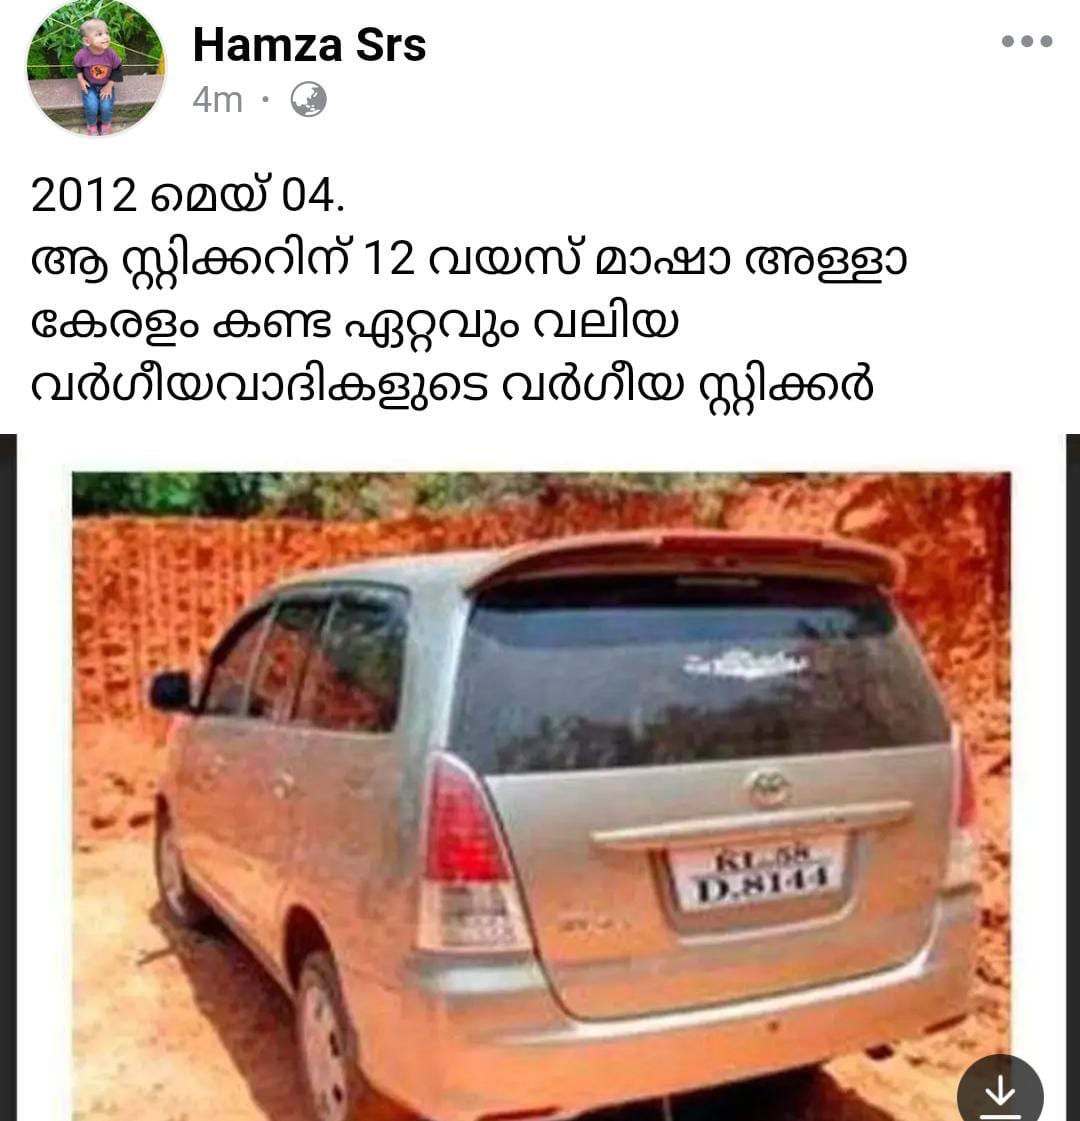 Hamza Srs
4m
2012 മെയ് 04.
ആ സ്റ്റിക്കറിന് 12 വയസ് മാഷാ അള്ളാ
കേരളം കണ്ട ഏറ്റവും വലിയ
വർഗീയവാദികളുടെ വർഗീയ സ്റ്റിക്കർ
KL.58
D.8144